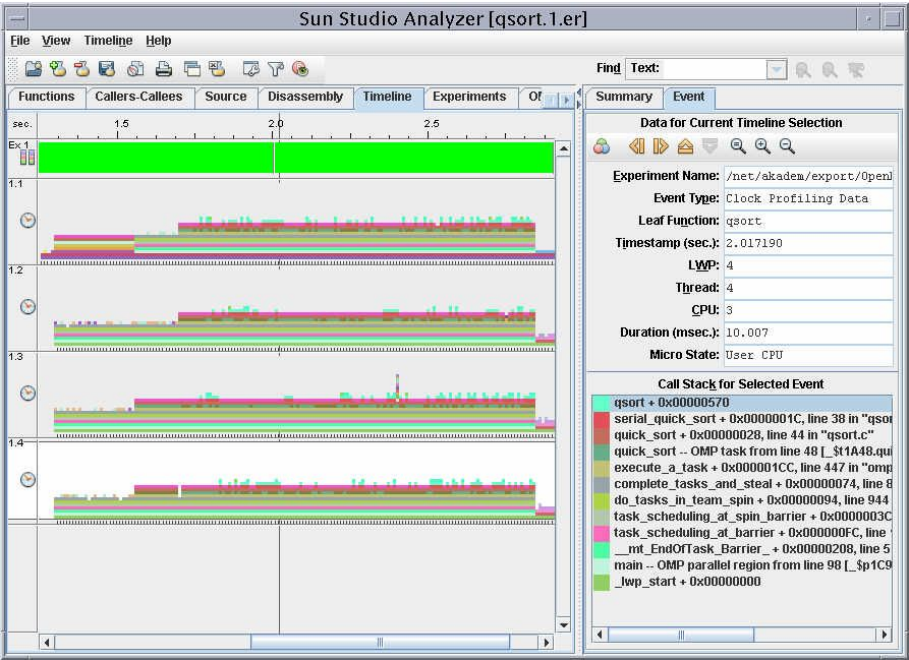 Sun Studio Analyzer [qsort.1.er]
File View Timeline Help
Find Text:
Functions Callers-Callees Source Disassembly Timeline Experiments
Summary Event
sec. 1.5 2.0 2.5
Ex 1
1.1
1.2
1.3
1.4
Data for Current Timeline Selection
Experiment Name: /net/akadem/export/Openl
Event Type: Clock Profiling Data
Leaf Function: qsort
Timestamp (sec.): 2.017190
LWP: 4
Thread: 4
CPU: 3
Duration (msec.): 10.007
Micro State: User CPU
Call Stack for Selected Event
qsort + 0x00000570
serial_quick_sort + 0x0000001C, line 38 in "qsor
quick_sort + 0x00000028, line 44 in "qsort.c"
quick_sort -- OMP task from line 48 [_$t1A48.qui
execute_a_task + 0x000001CC, line 447 in "omp
complete_tasks_and_steal + 0x00000074, line 8
do_tasks_in_team_spin + 0x00000094, line 944
task_scheduling_at_spin_barrier + 0x0000003C
task_scheduling_at_barrier + 0x000000FC, line
__mt_EndOfTask_Barrier_ + 0x00000208, line 5
main -- OMP parallel region from line 98 [_$p1C9
_lwp_start + 0x00000000